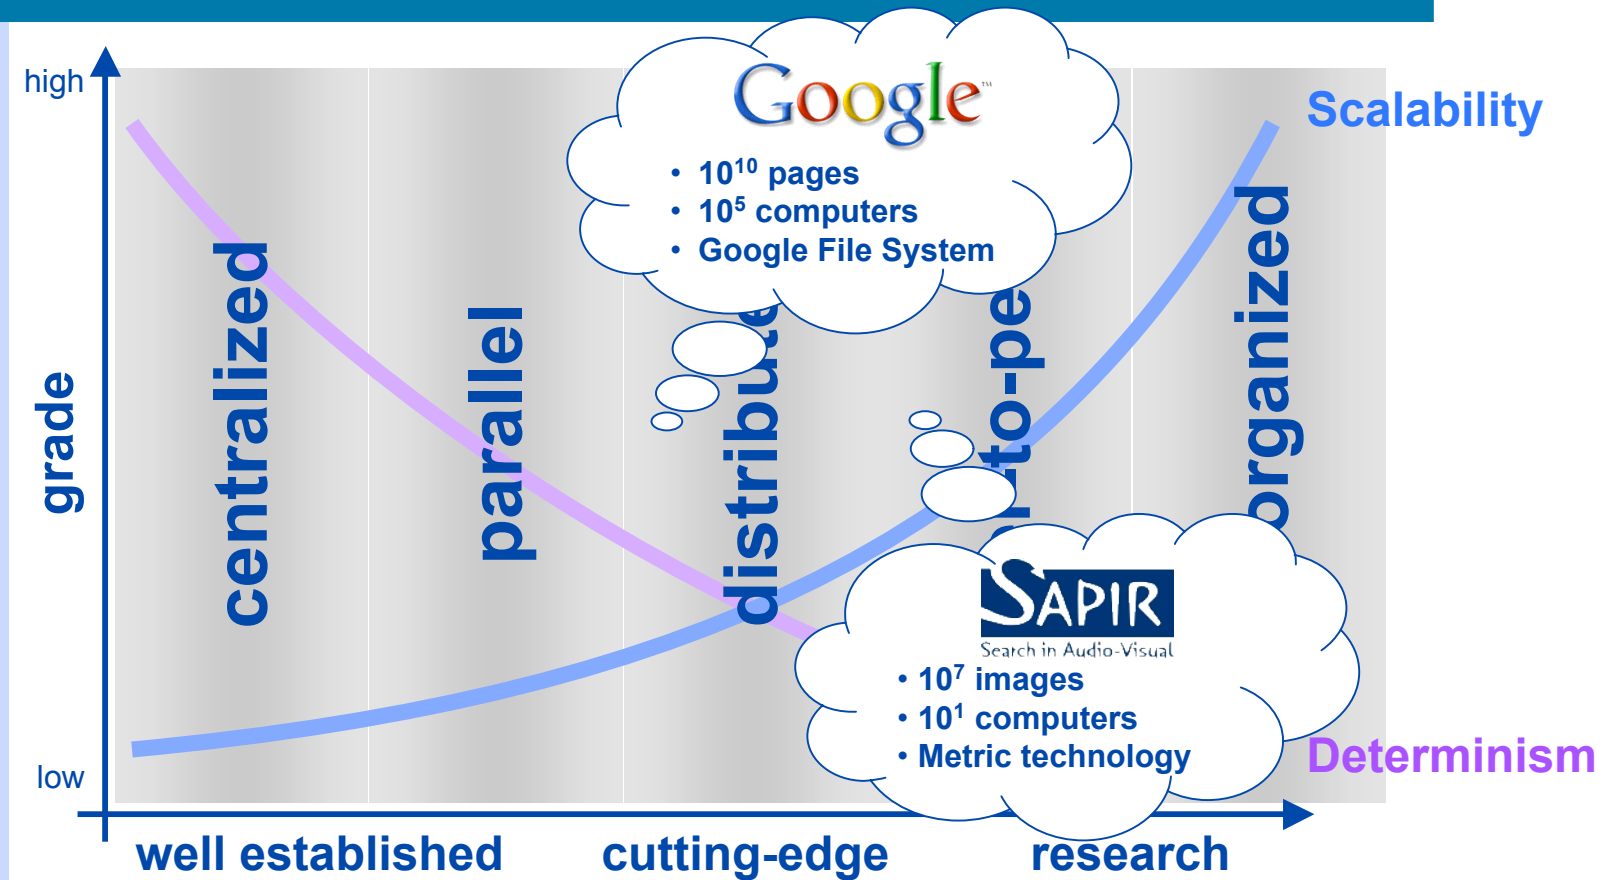 high
Google™
Scalability
• 10¹⁰ pages
• 10⁵ computers
• Google File System
grade
centralized
parallel
distribute
to-pe
organized
SAPIR
Search in Audio-Visual
• 10⁷ images
• 10¹ computers
• Metric technology
low
Determinism
well established
cutting-edge
research